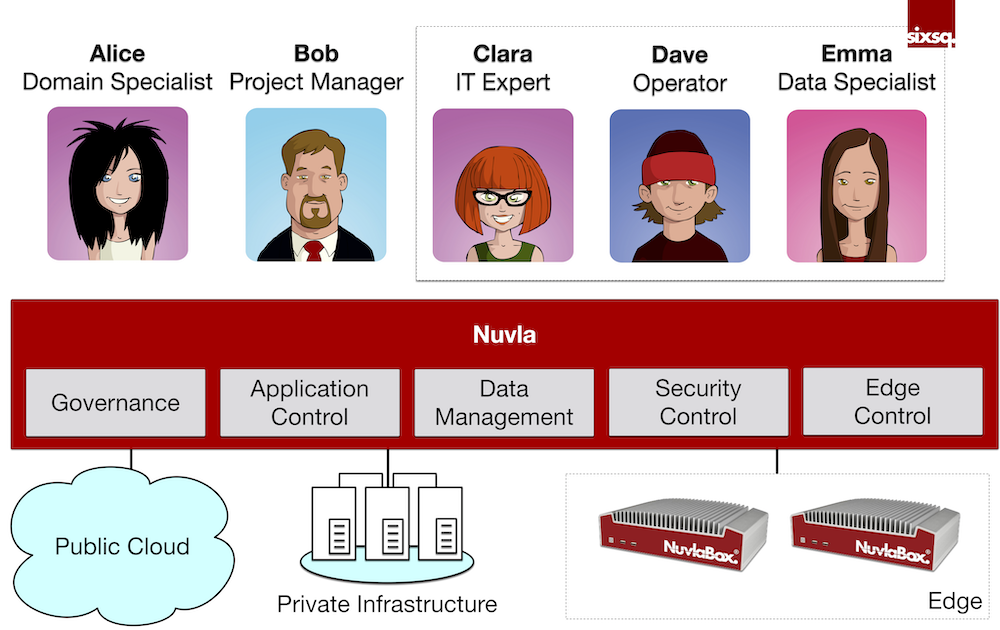 sixsq.
Alice
Domain Specialist
Bob
Project Manager
Clara
IT Expert
Dave
Operator
Emma
Data Specialist
Nuvla
Governance
Application
Control
Data
Management
Security
Control
Edge
Control
Public Cloud
Private Infrastructure
NuvlaBox®
NuvlaBox®
Edge